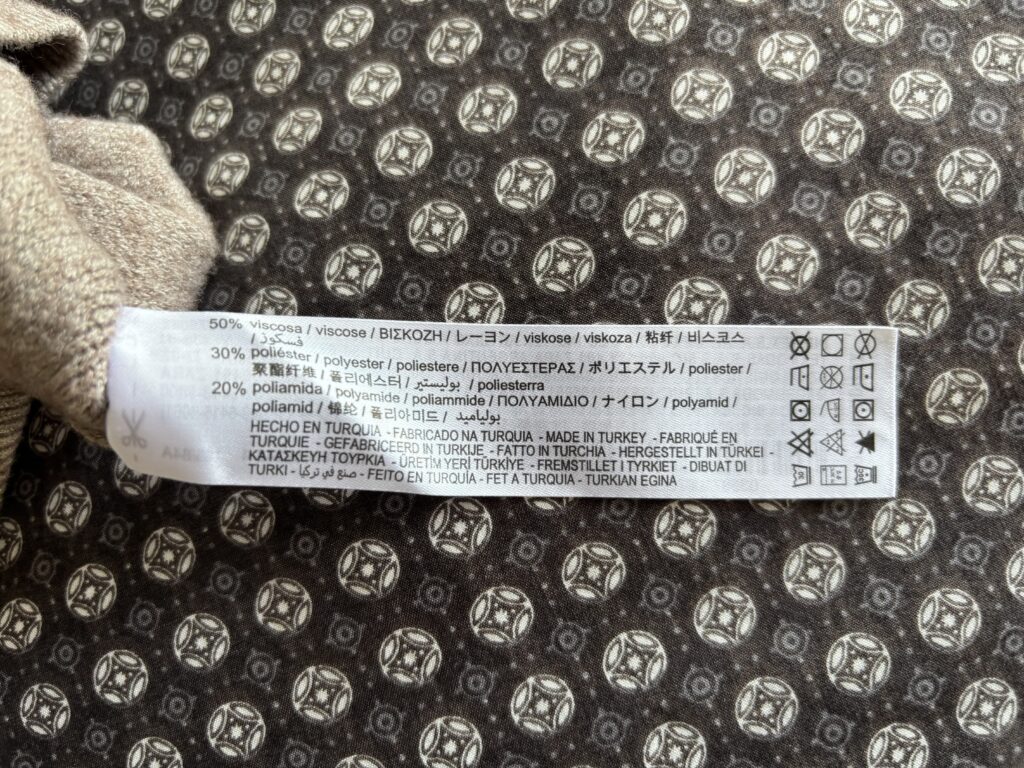 50% viscosa / viscose / ΒΙΣΚΟΖΗ / レーヨン / viskose / viskoza / 粘纤 / 비스코스
/ فسكوز
30% poliéster / polyester / poliestere / ΠΟΛΥΕΣΤΕΡΑΣ / ポリエステル / poliester /
聚酯纤维 / 폴리에스터 / بوليستير / poliesterra
20% poliamida / polyamide / poliammide / ΠΟΛΥΑΜΙΔΙΟ / ナイロン / polyamid /
poliamid / 锦纶 / 폴리아미드 / بولياميد
HECHO EN TURQUIA - FABRICADO NA TURQUIA - MADE IN TURKEY - FABRIQUÉ EN
TURQUIE - GEFABRICEERD IN TURKIJE - FATTO IN TURCHIA - HERGESTELLT IN TÜRKEI -
ΚΑΤΑΣΚΕΥΗ ΤΟΥΡΚΙΑ - ÜRETİM YERİ TÜRKİYE - FREMSTILLET I TYRKIET - DIBUAT DI
TURKI - صنع في تركيا - FEITO EN TURQUÍA - FET A TURQUIA - TURKIAN EGINA